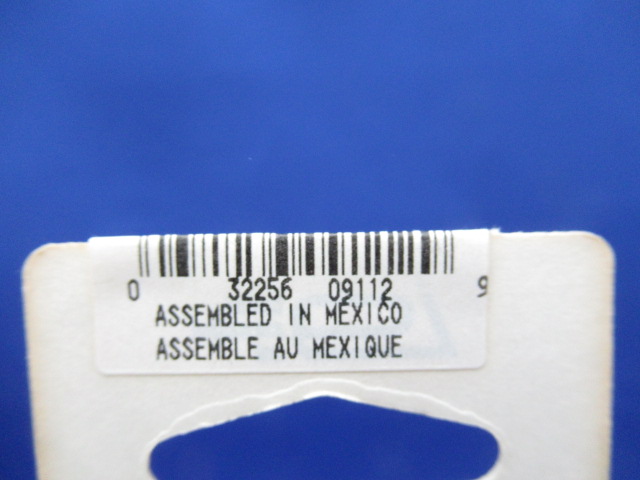 0 32256 09112 9
ASSEMBLED IN MEXICO
ASSEMBLE AU MEXIQUE